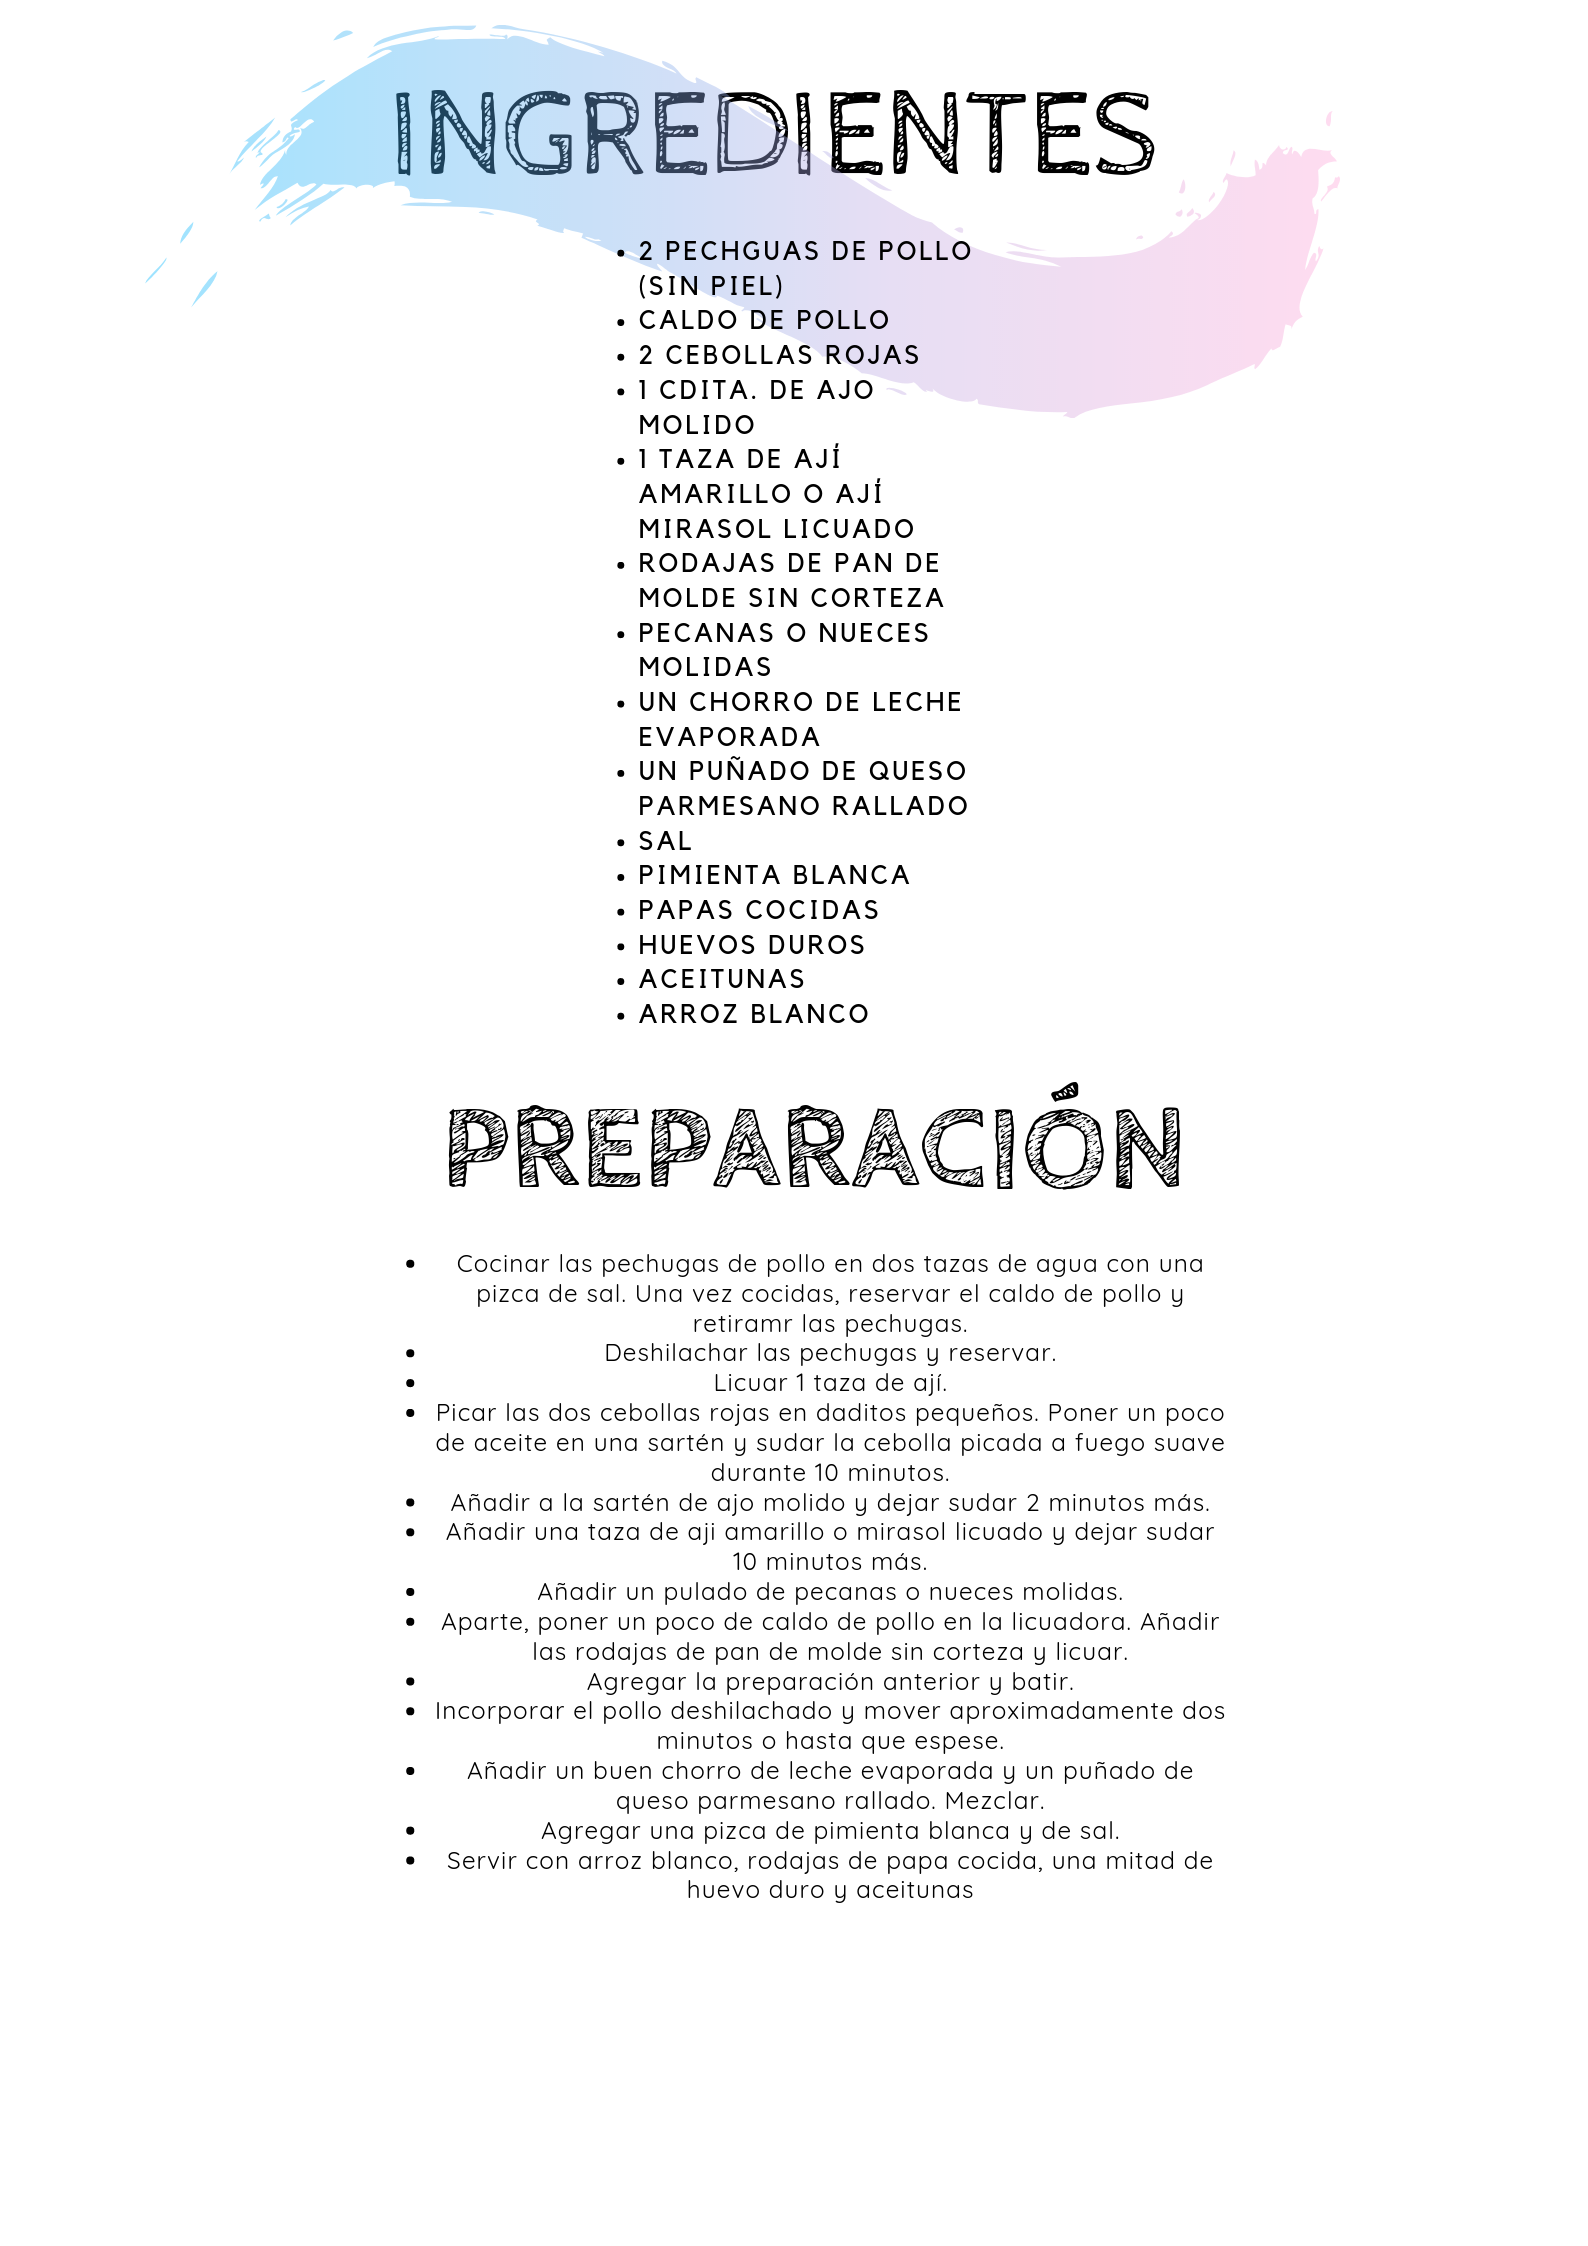 INGREDIENTES
• 2 PECHGUAS DE POLLO
(SIN PIEL)
• CALDO DE POLLO
• 2 CEBOLLAS ROJAS
• 1 CDITA. DE AJO
MOLIDO
• 1 TAZA DE AJÍ
AMARILLO O AJÍ
MIRASOL LICUADO
• RODAJAS DE PAN DE
MOLDE SIN CORTEZA
• PECANAS O NUECES
MOLIDAS
• UN CHORRO DE LECHE
EVAPORADA
• UN PUÑADO DE QUESO
PARMESANO RALLADO
• SAL
• PIMIENTA BLANCA
• PAPAS COCIDAS
• HUEVOS DUROS
• ACEITUNAS
• ARROZ BLANCO
PREPARACIÓN
• Cocinar las pechugas de pollo en dos tazas de agua con una
pizca de sal. Una vez cocidas, reservar el caldo de pollo y
retiramr las pechugas.
• Deshilachar las pechugas y reservar.
• Licuar 1 taza de ají.
• Picar las dos cebollas rojas en daditos pequeños. Poner un poco
de aceite en una sartén y sudar la cebolla picada a fuego suave
durante 10 minutos.
• Añadir a la sartén de ajo molido y dejar sudar 2 minutos más.
• Añadir una taza de aji amarillo o mirasol licuado y dejar sudar
10 minutos más.
• Añadir un pulado de pecanas o nueces molidas.
• Aparte, poner un poco de caldo de pollo en la licuadora. Añadir
las rodajas de pan de molde sin corteza y licuar.
• Agregar la preparación anterior y batir.
• Incorporar el pollo deshilachado y mover aproximadamente dos
minutos o hasta que espese.
• Añadir un buen chorro de leche evaporada y un puñado de
queso parmesano rallado. Mezclar.
• Agregar una pizca de pimienta blanca y de sal.
• Servir con arroz blanco, rodajas de papa cocida, una mitad de
huevo duro y aceitunas